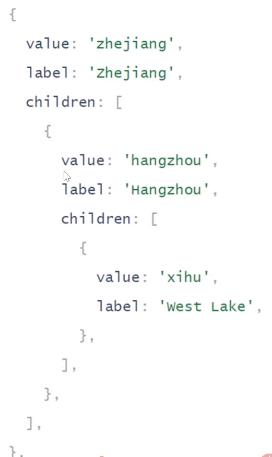 {
  value: 'zhejiang',
  label: 'Zhejiang',
  children: [
    {
      value: 'hangzhou',
      label: 'Hangzhou',
      children: [
        {
          value: 'xihu',
          label: 'West Lake',
        },
      ],
    },
  ],
},